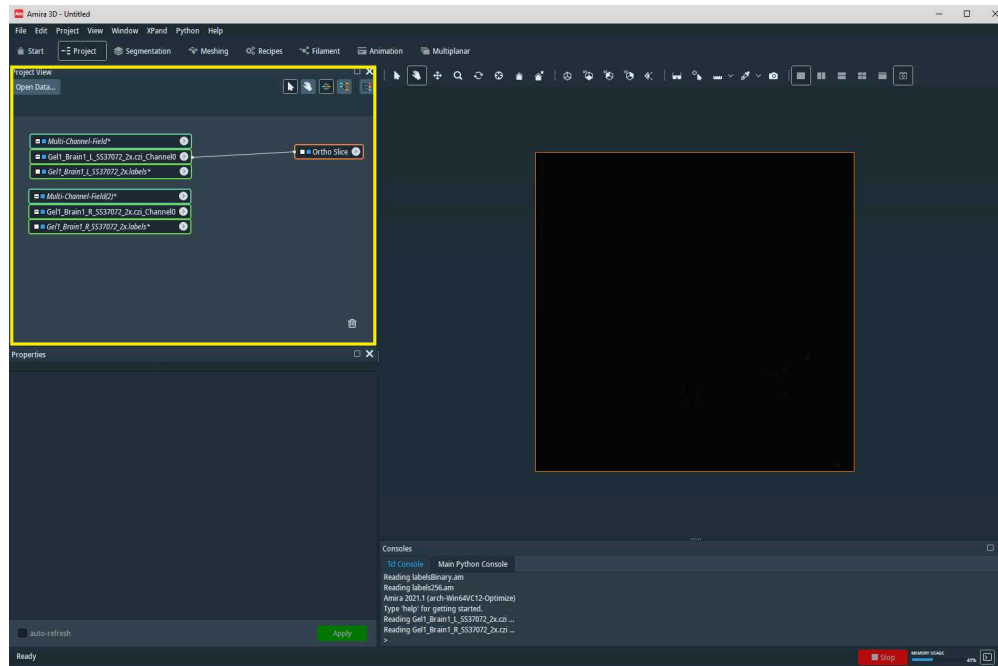 Am Amira 3D - Untitled
File Edit Project View Window XPand Python Help
Start Project Segmentation Meshing Recipes Filament Animation Multiplanar
Project View
Open Data...
Multi-Channel-Field*
Gel1_Brain1_L_SS37072_2x.czi_Channel0
Gel1_Brain1_L_SS37072_2x.labels*
Ortho Slice
Multi-Channel-Field(2)*
Gel1_Brain1_R_SS37072_2x.czi_Channel0
Gel1_Brain1_R_SS37072_2x.labels*
Properties
auto-refresh
Apply
Consoles
Tcl Console Main Python Console
Reading labelsBinary.am
Reading labels256.am
Amira 2021.1 (arch-Win64VC12-Optimize)
Type 'help' for getting started.
Reading Gel1_Brain1_L_SS37072_2x.czi ...
Reading Gel1_Brain1_R_SS37072_2x.czi ...
>
Ready
Stop
MEMORY USAGE
41%